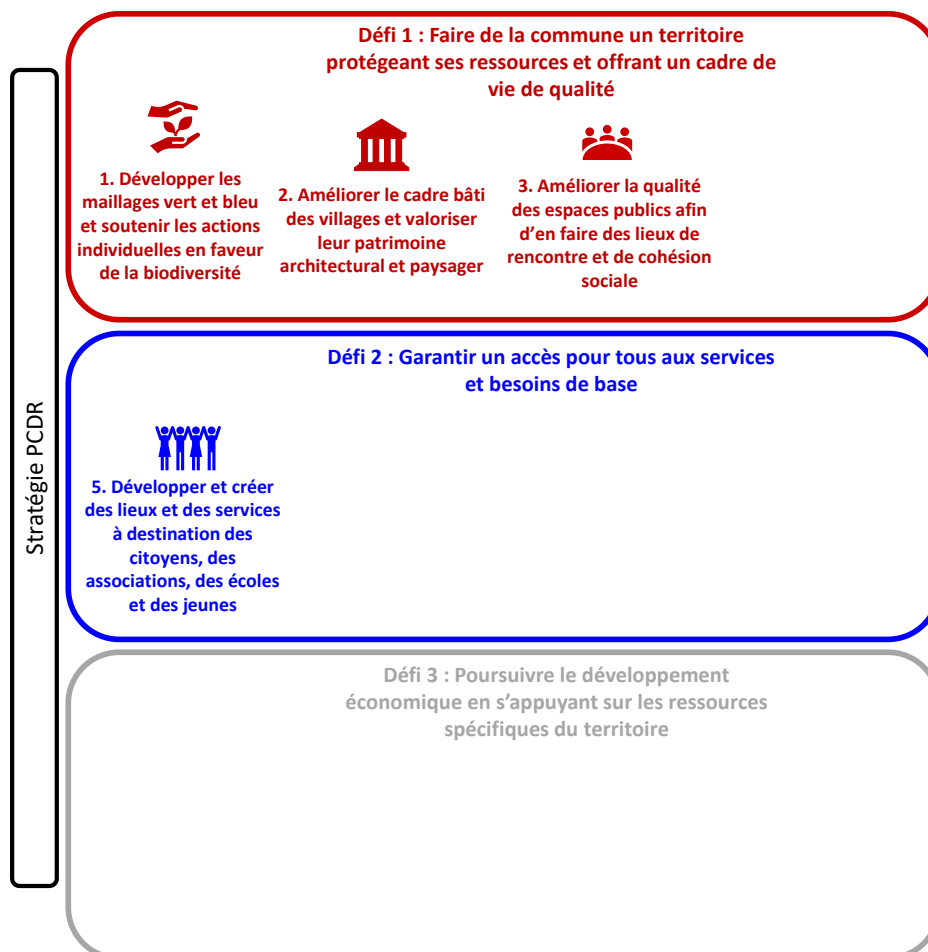 Stratégie PCDR
Défi 1 : Faire de la commune un territoire
protégeant ses ressources et offrant un cadre de
vie de qualité
1. Développer les
maillages vert et bleu
et soutenir les actions
individuelles en faveur
de la biodiversité
2. Améliorer le cadre bâti
des villages et valoriser
leur patrimoine
architectural et paysager
3. Améliorer la qualité
des espaces publics afin
d’en faire des lieux de
rencontre et de cohésion
sociale
Défi 2 : Garantir un accès pour tous aux services
et besoins de base
5. Développer et créer
des lieux et des services
à destination des
citoyens, des
associations, des écoles
et des jeunes
Défi 3 : Poursuivre le développement
économique en s’appuyant sur les ressources
spécifiques du territoire